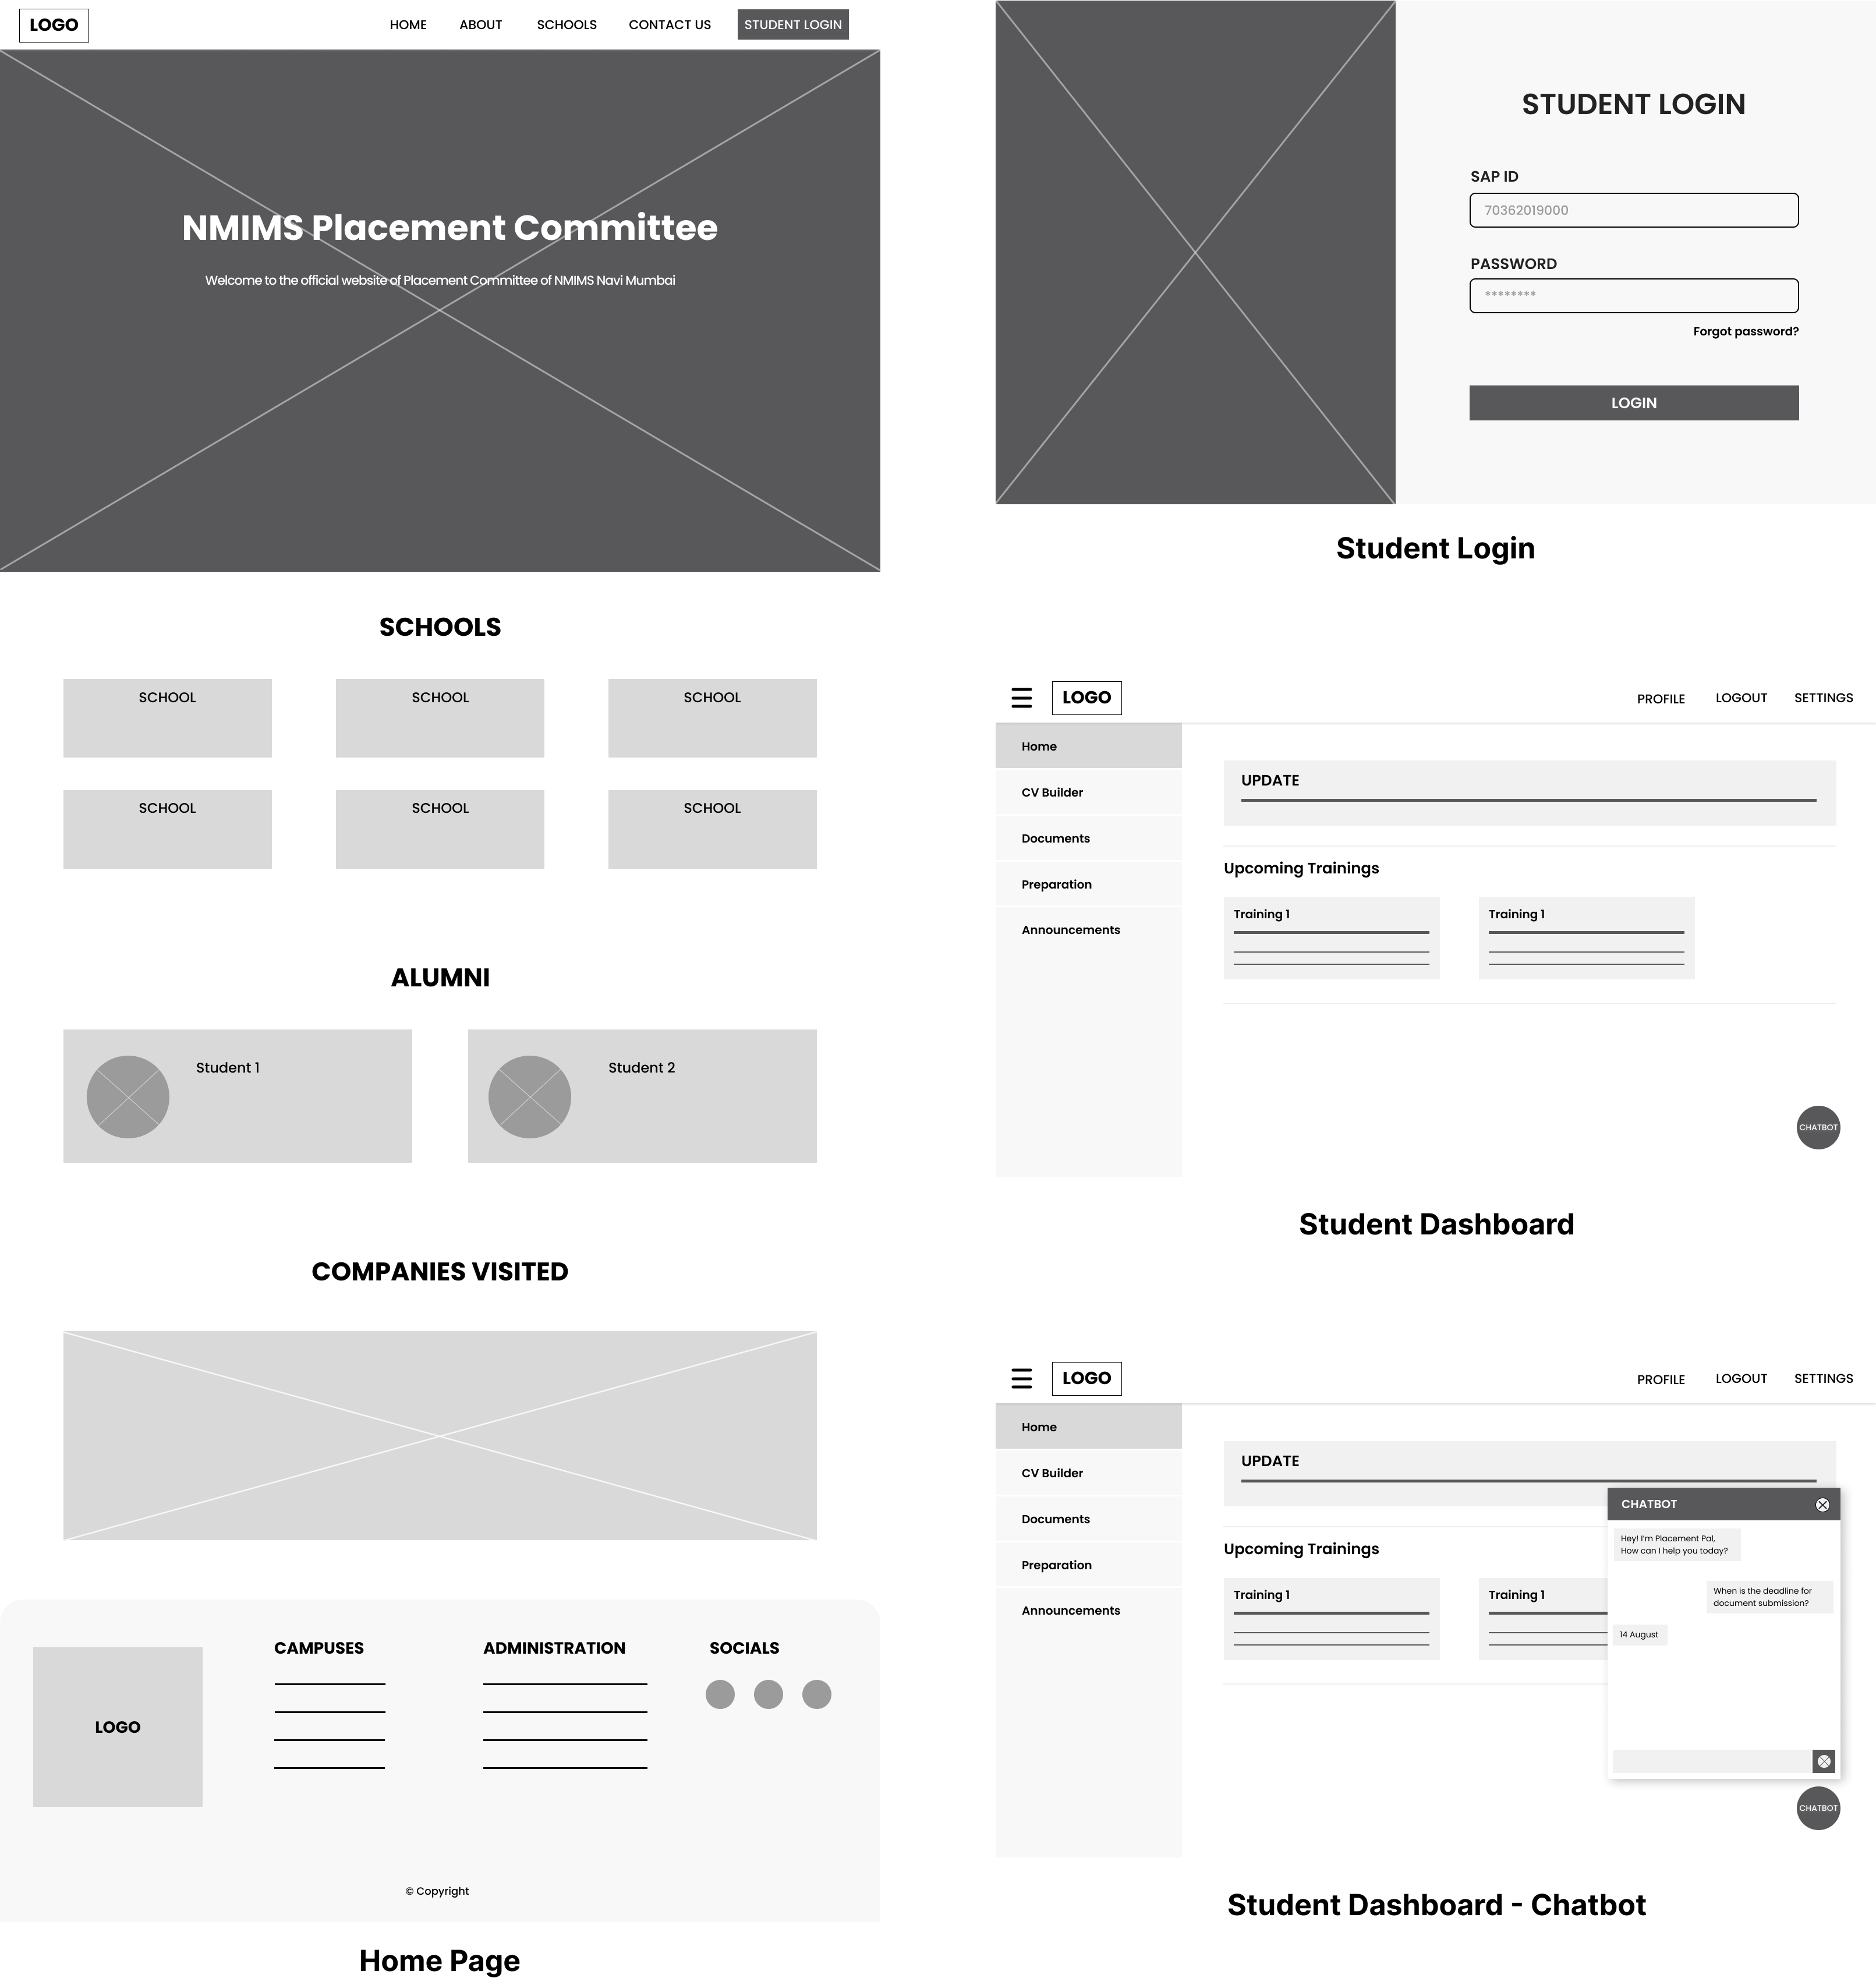 LOGO
HOME
ABOUT
SCHOOLS
CONTACT US
STUDENT LOGIN
NMIMS Placement Committee
Welcome to the official website of Placement Committee of NMIMS Navi Mumbai
SCHOOLS
SCHOOL
SCHOOL
SCHOOL
SCHOOL
SCHOOL
SCHOOL
ALUMNI
Student 1
Student 2
COMPANIES VISITED
LOGO
CAMPUSES
ADMINISTRATION
SOCIALS
© Copyright
Home Page
STUDENT LOGIN
SAP ID
70362019000
PASSWORD
********
Forgot password?
LOGIN
Student Login
LOGO
PROFILE
LOGOUT
SETTINGS
Home
CV Builder
Documents
Preparation
Announcements
UPDATE
Upcoming Trainings
Training 1
Training 1
CHATBOT
Student Dashboard
LOGO
PROFILE
LOGOUT
SETTINGS
Home
CV Builder
Documents
Preparation
Announcements
UPDATE
Upcoming Trainings
Training 1
Training 1
CHATBOT
Hey! I'm Placement Pal,
How can I help you today?
When is the deadline for
document submission?
14 August
CHATBOT
Student Dashboard - Chatbot